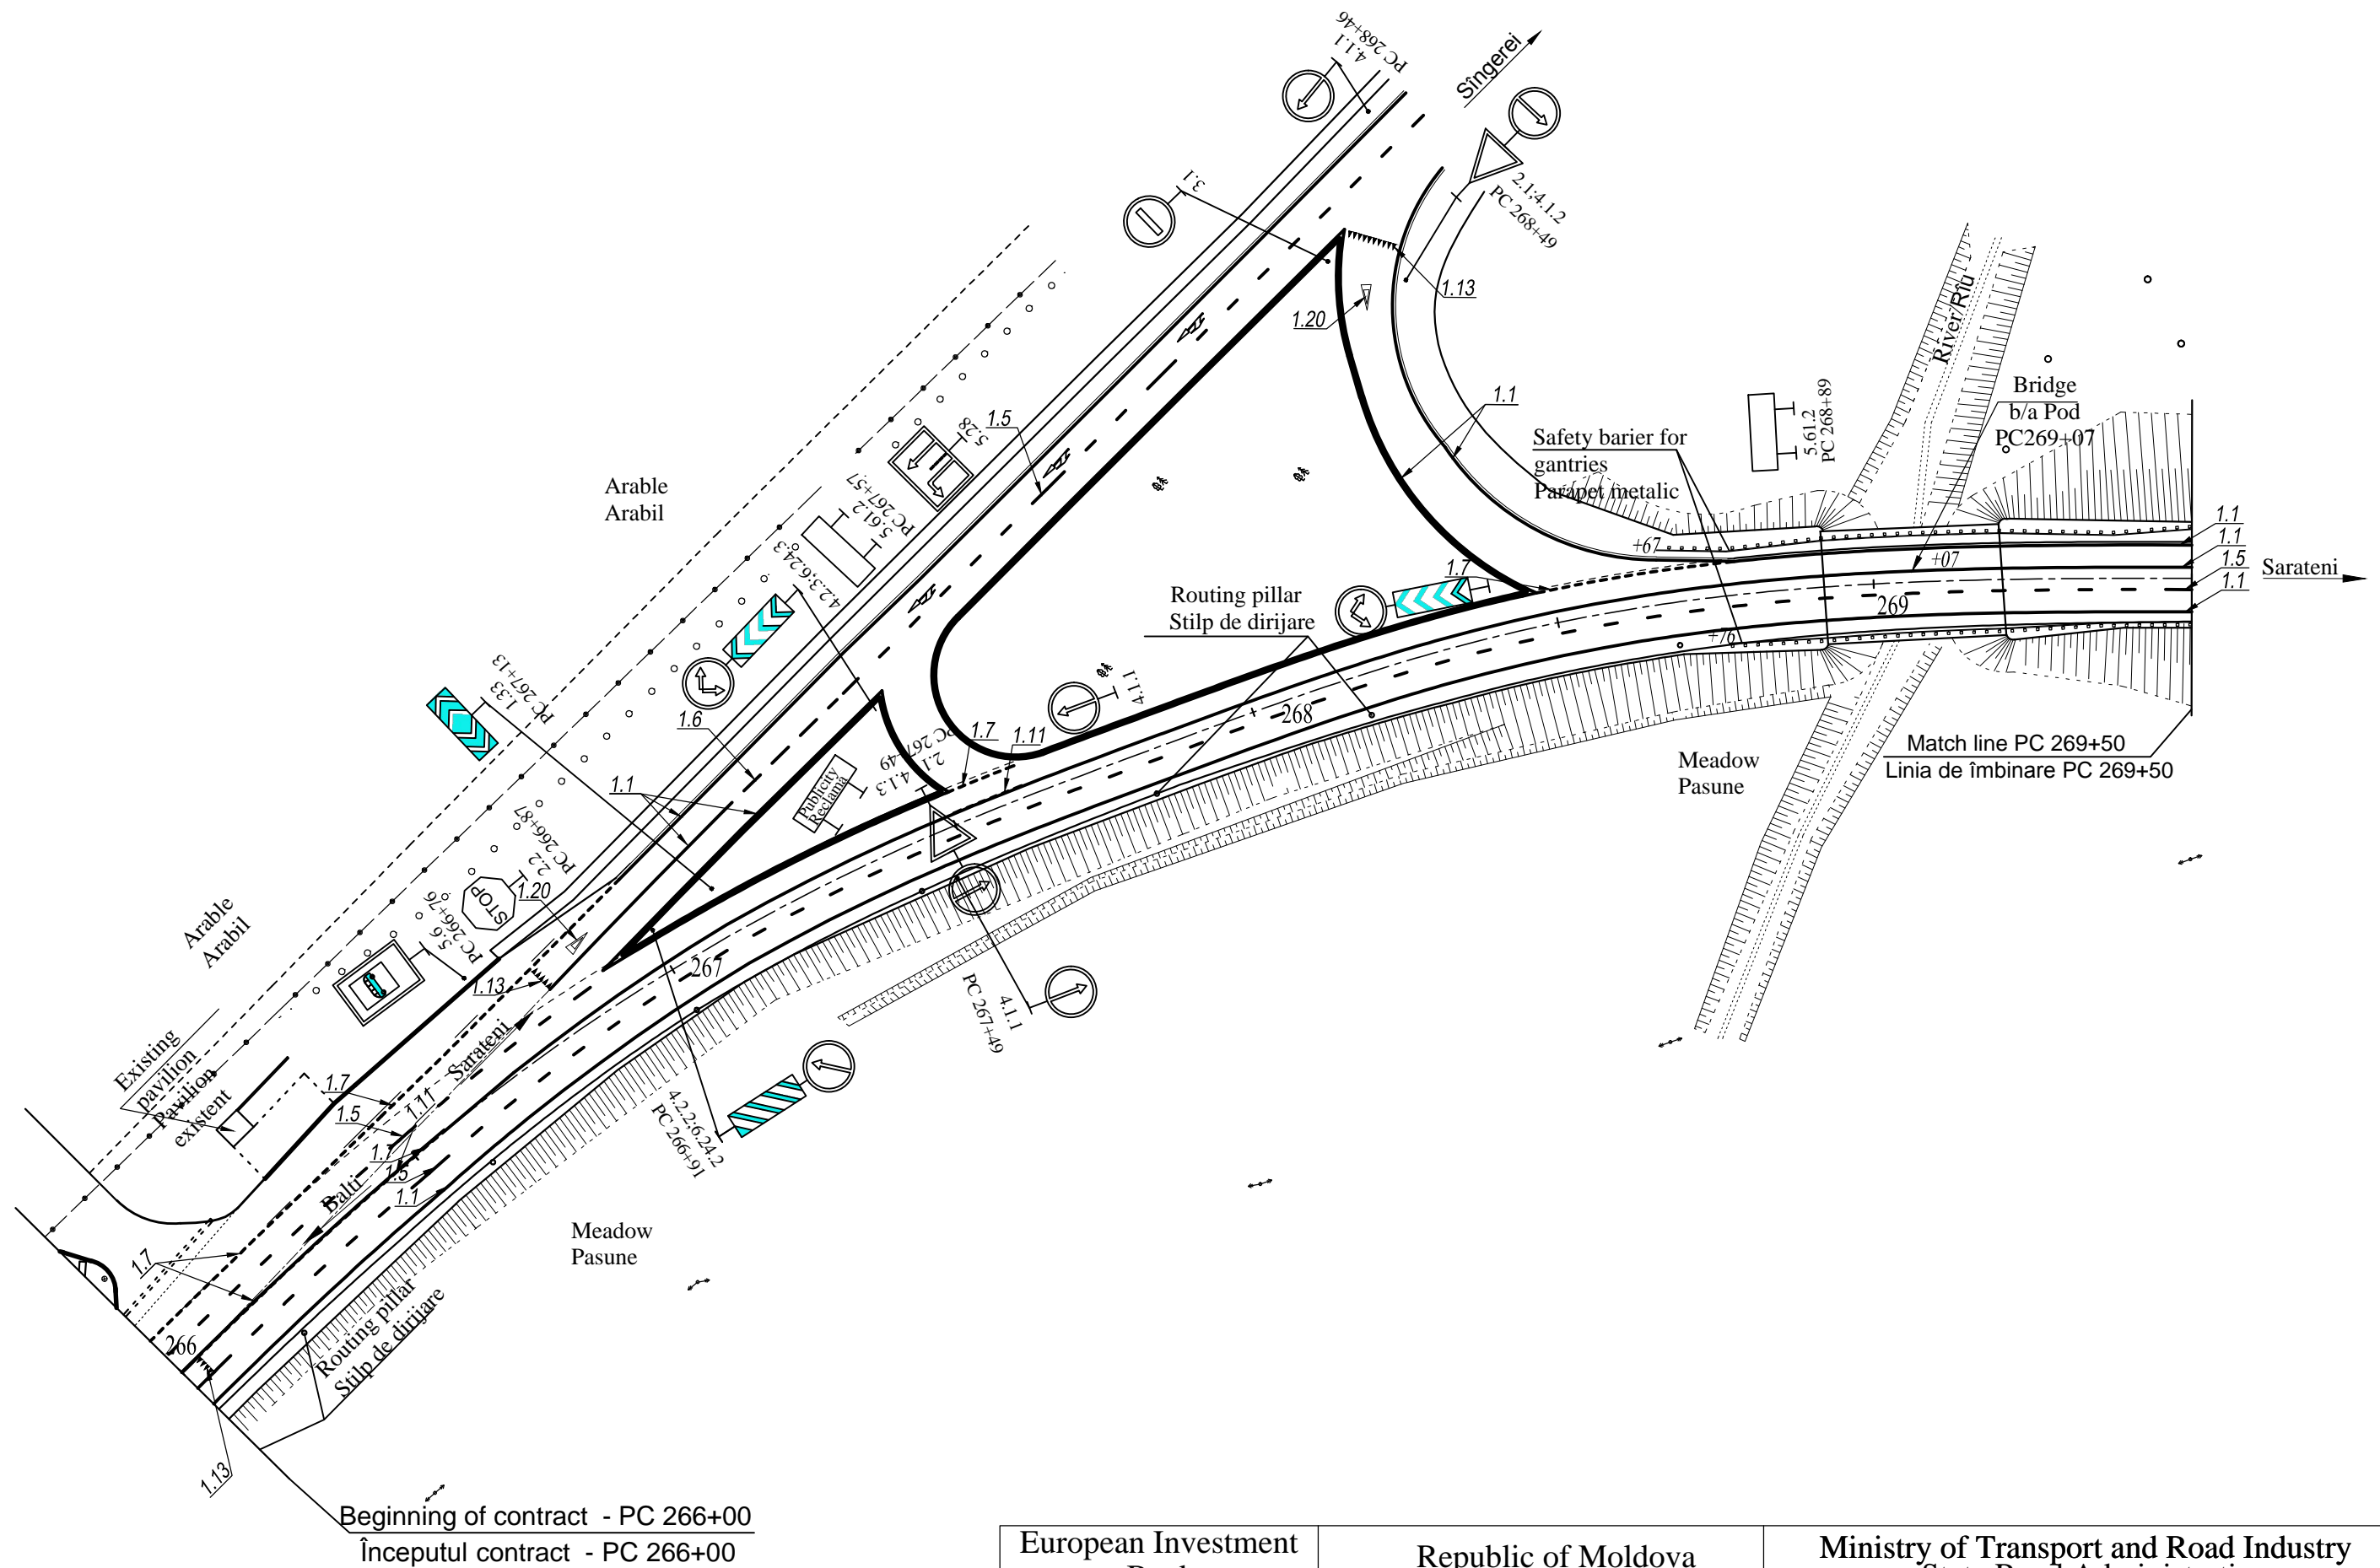 PC 268+46
4.1.1
Sîngerei
3.1
2.1;4.1.2
PC 268+49
1.13
1.20
River/Rîu
1.1
Bridge
b/a Pod
PC269+07
5.61.2
PC 268+89
Safety barier for
gantries
Parapet metalic
1.5
5.28
Arable
Arabil
5.61.2
PC 267+57
4.2.3;6.24.3
+67
+07
1.1
1.1
1.5
1.1
Sarateni
1.7
269
+76
Routing pillar
Stilp de dirijare
4.1.1
268
1.33
PC 267+13
1.6
1.7
1.11
2.1; 4.1.3
PC 267+49
Match line PC 269+50
Linia de îmbinare PC 269+50
Meadow
Pasune
1.1
Publicity
Reclama
2.2
PC 266+87
STOP
1.20
5.6
PC 266+76
Arable
Arabil
267
1.13
4.1.1
PC 267+49
Sarateni
Existing
pavilion
Pavilion
existent
1.7
1.5
1.11
1.7
1.5
1.1
4.2.2;6.24.2
PC 266+91
Balti
Meadow
Pasune
1.7
266
Routing pillar
Stilp de dirijare
1.13
Beginning of contract - PC 266+00
Începutul contract - PC 266+00
European Investment
Republic of Moldova
Ministry of Transport and Road Industry